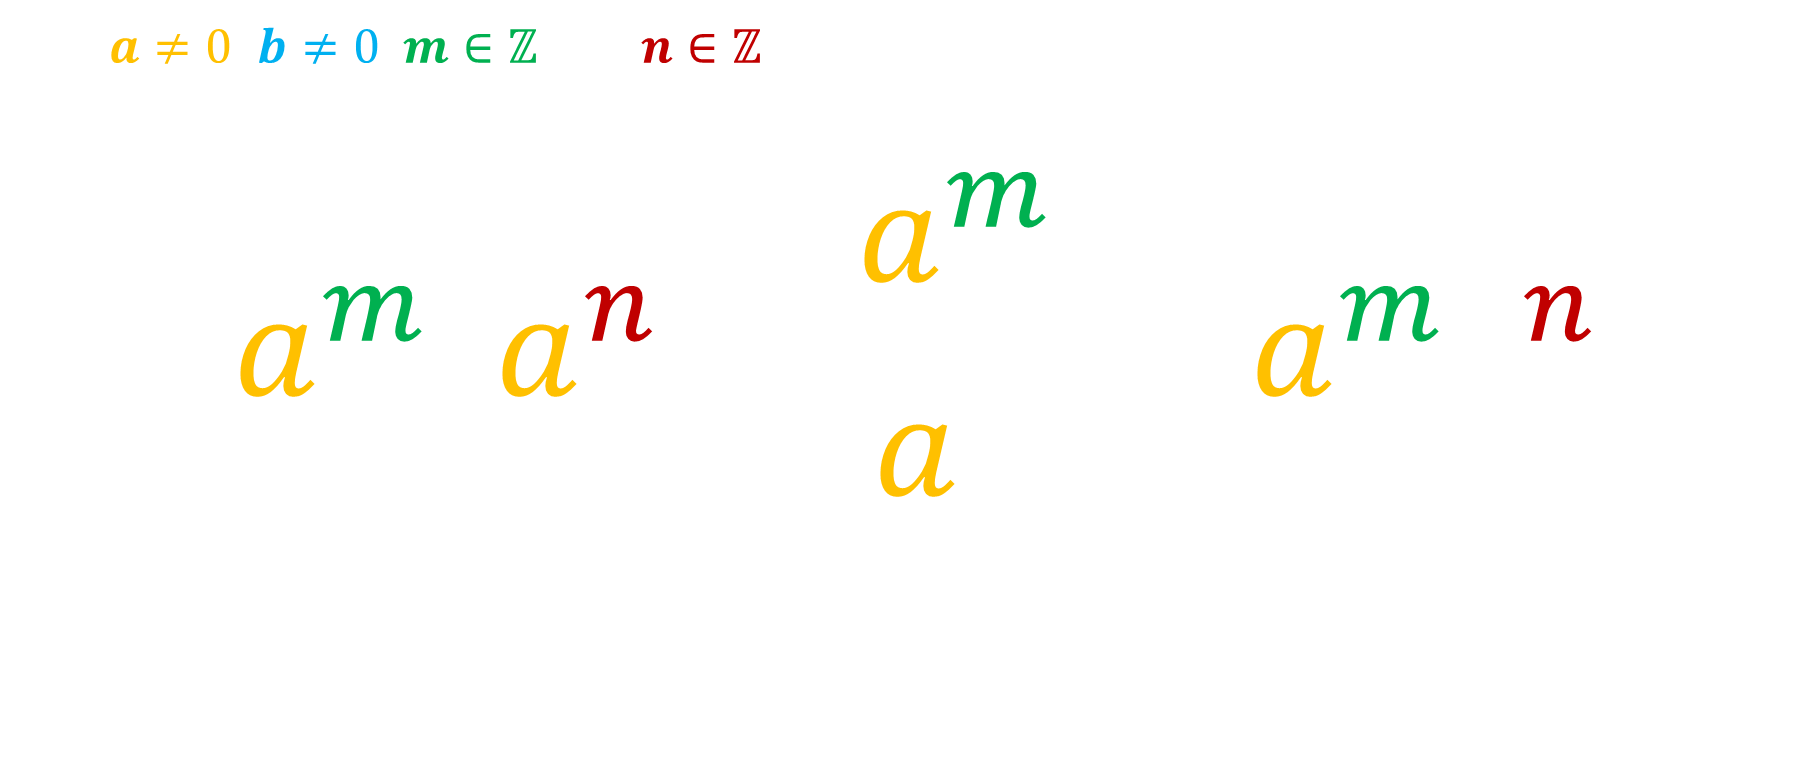 a ≠ 0 b ≠ 0 m ∈ ℤ n ∈ ℤ
a^m
a^m a^n a^m n
a